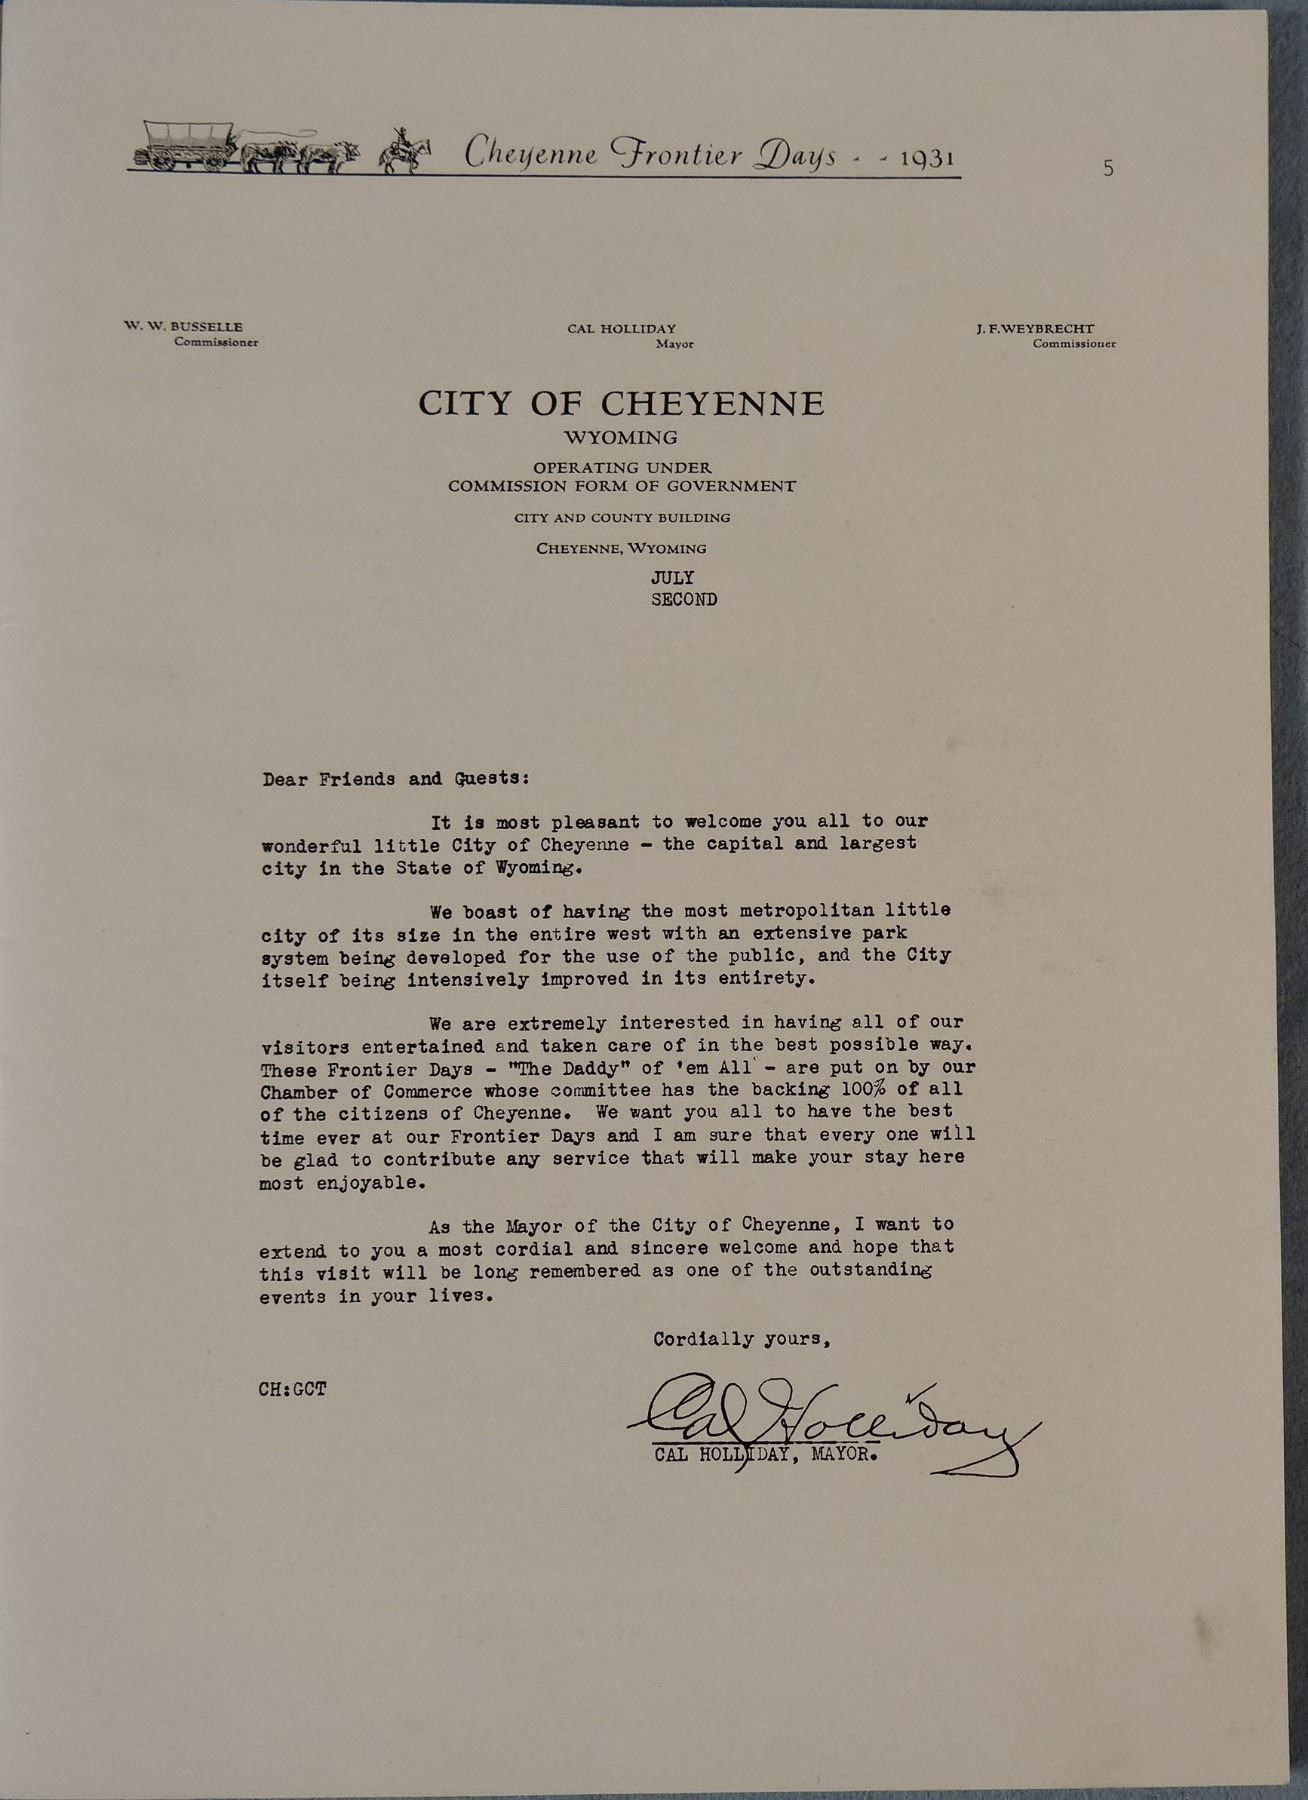 Cheyenne Frontier Days - - 1931
5
W. W. BUSSELLE
Commissioner
CAL HOLLIDAY
Mayor
J. F. WEYBRECHT
Commissioner
CITY OF CHEYENNE
WYOMING
OPERATING UNDER
COMMISSION FORM OF GOVERNMENT
CITY AND COUNTY BUILDING
CHEYENNE, WYOMING
JULY
SECOND
Dear Friends and Guests:
It is most pleasant to welcome you all to our
wonderful little City of Cheyenne - the capital and largest
city in the State of Wyoming.
We boast of having the most metropolitan little
city of its size in the entire west with an extensive park
system being developed for the use of the public, and the City
itself being intensively improved in its entirety.
We are extremely interested in having all of our
visitors entertained and taken care of in the best possible way.
These Frontier Days - "The Daddy" of 'em All' - are put on by our
Chamber of Commerce whose committee has the backing 100% of all
of the citizens of Cheyenne. We want you all to have the best
time ever at our Frontier Days and I am sure that every one will
be glad to contribute any service that will make your stay here
most enjoyable.
As the Mayor of the City of Cheyenne, I want to
extend to you a most cordial and sincere welcome and hope that
this visit will be long remembered as one of the outstanding
events in your lives.
Cordially yours,
CH:GCT
Cal Holliday
CAL HOLLIDAY, MAYOR.